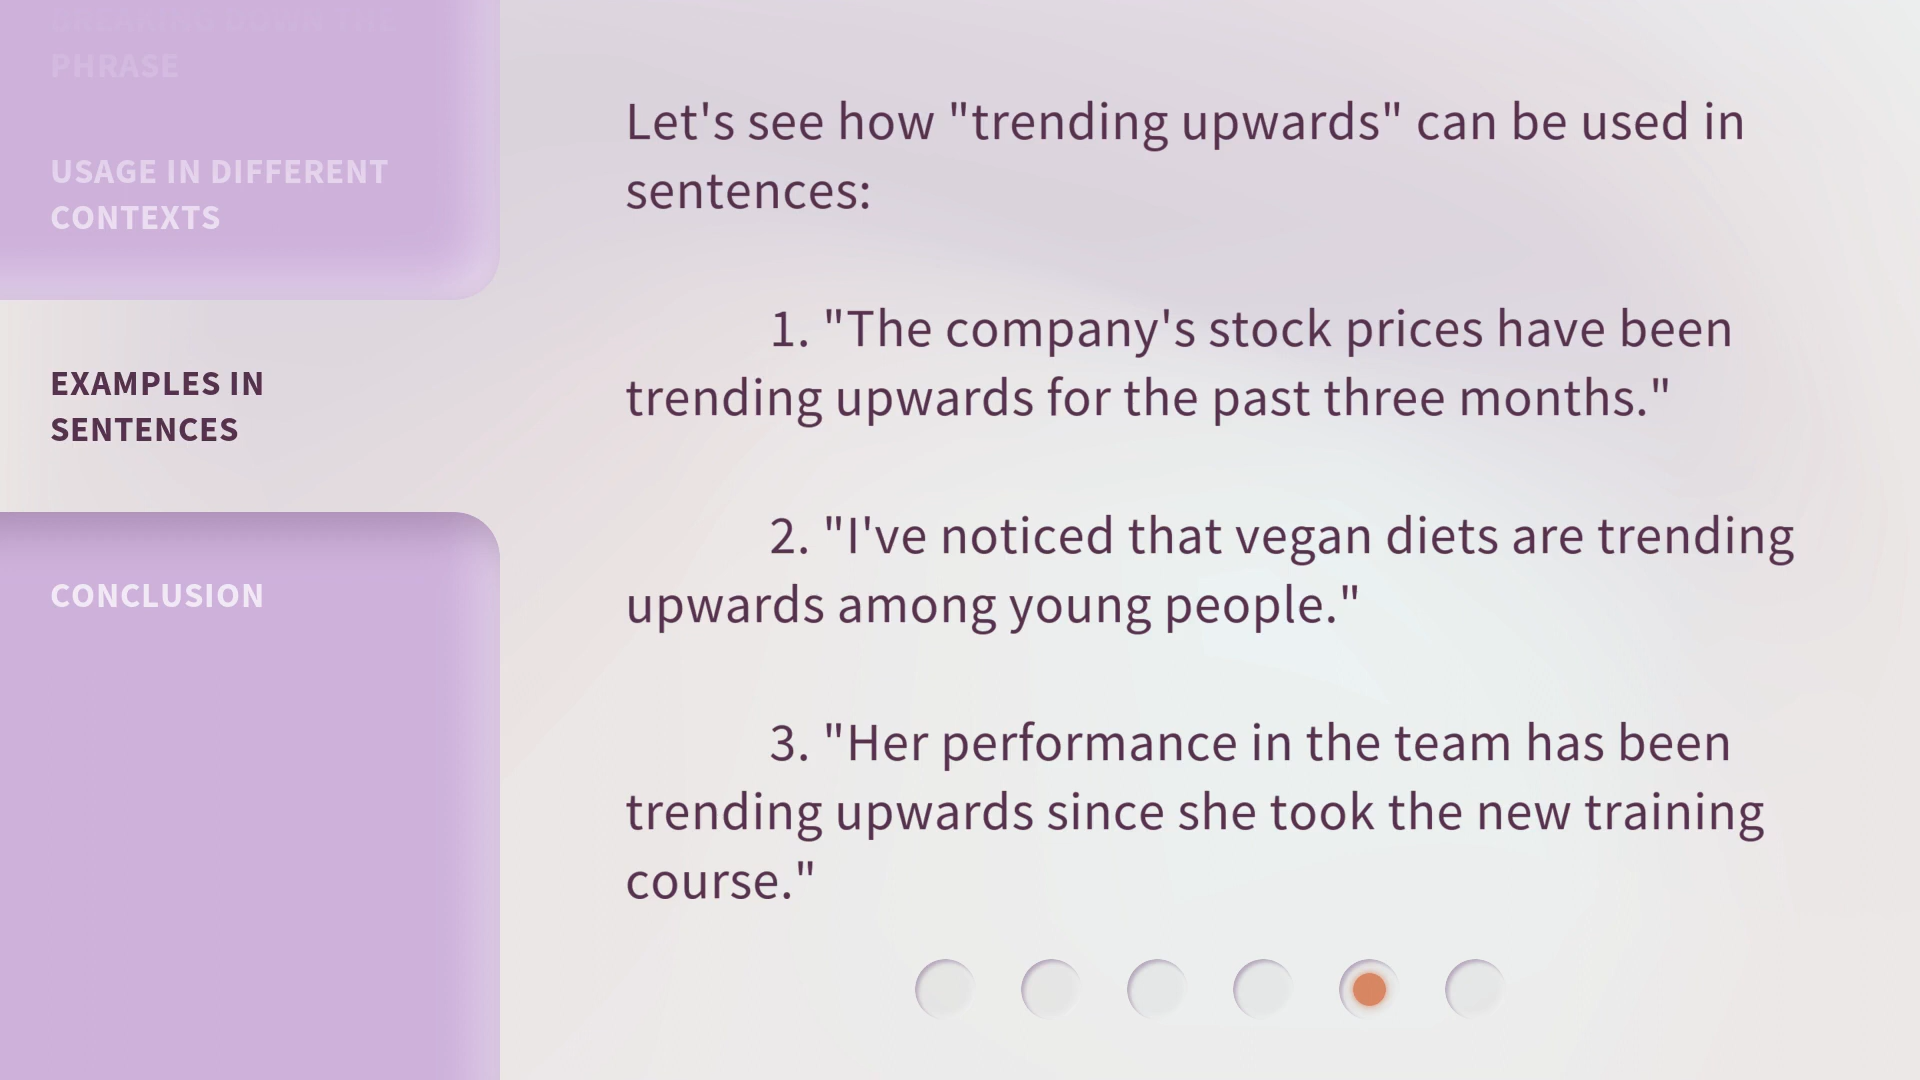 BREAKING DOWN THE
PHRASE
USAGE IN DIFFERENT
CONTEXTS
EXAMPLES IN
SENTENCES
CONCLUSION
Let's see how "trending upwards" can be used in
sentences:
1. "The company's stock prices have been
trending upwards for the past three months."
2. "I've noticed that vegan diets are trending
upwards among young people."
3. "Her performance in the team has been
trending upwards since she took the new training
course."